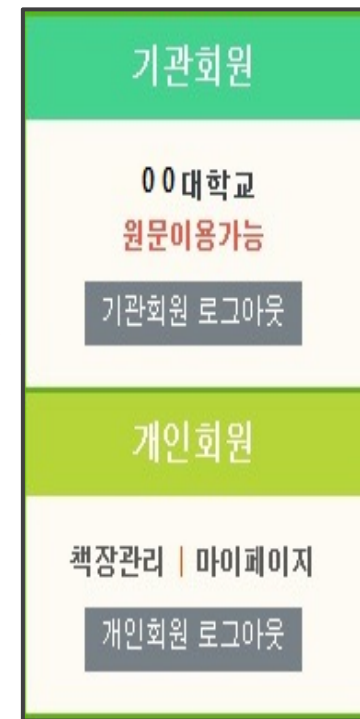 기관회원
00대학교
원문이용가능
기관회원 로그아웃
개인회원
책장관리 | 마이페이지
개인회원 로그아웃